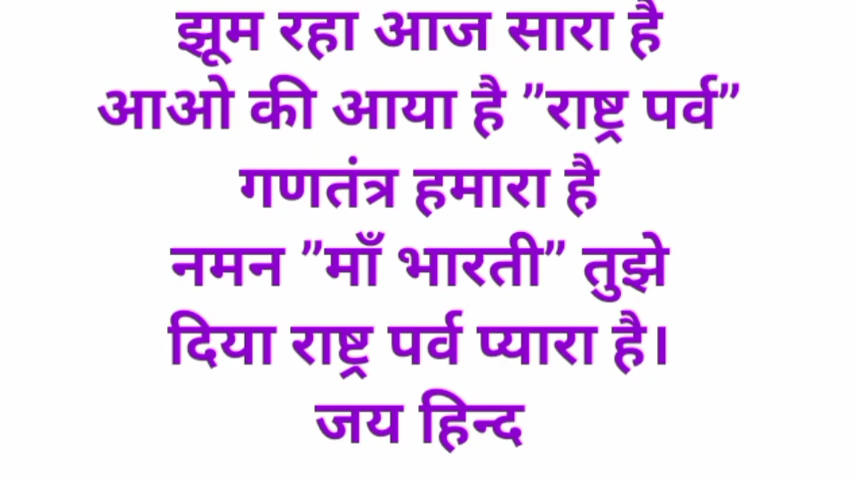 झूम रहा आज सारा है
आओ की आया है ”राष्ट्र पर्व”
गणतंत्र हमारा है
नमन ”माँ भारती” तुझे
दिया राष्ट्र पर्व प्यारा है।
जय हिन्द